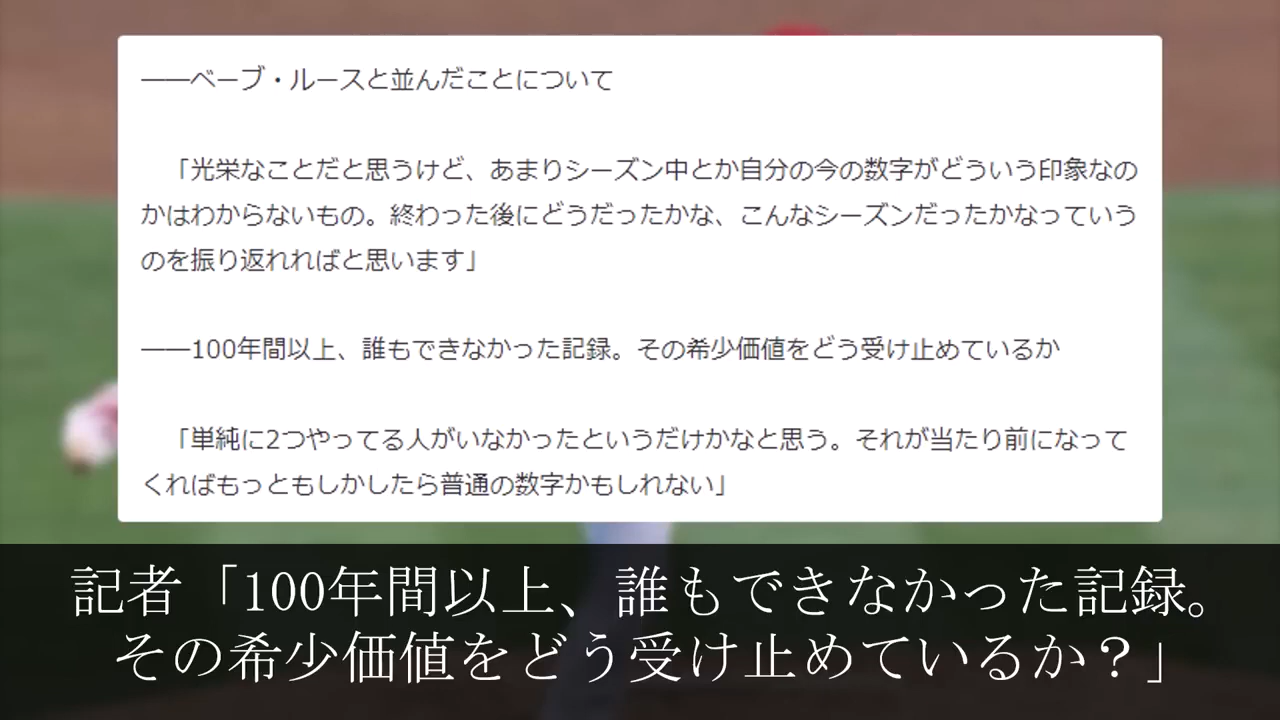 ――ベーブ・ルースと並んだことについて
「光栄なことだと思うけど、あまりシーズン中とか自分の今の数字がどういう印象なの
かはわからないもの。終わった後にどうだったかな、こんなシーズンだったかなっていう
のを振り返れればと思います」
――100年間以上、誰もできなかった記録。その希少価値をどう受け止めているか
「単純に2つやってる人がいなかったというだけかなと思う。それが当たり前になって
くればもっともしかしたら普通の数字かもしれない」
記者「100年間以上、誰もできなかった記録。
その希少価値をどう受け止めているか？」